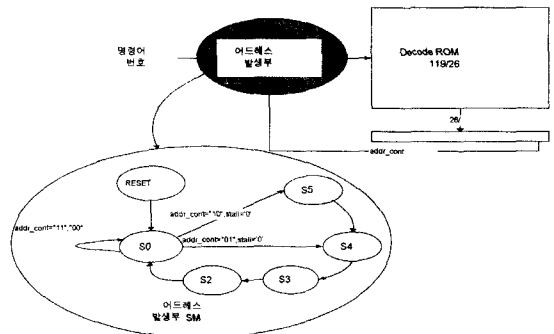 명령어
번호
어드레스
발생부
Decode ROM
119/26
26/
addr_cont
RESET
S5
addr_cont="10",stall='0'
addr_cont="11","00"
S0
addr_cont="01",stall='0'
S4
S2
S3
어드레스
발생부 SM